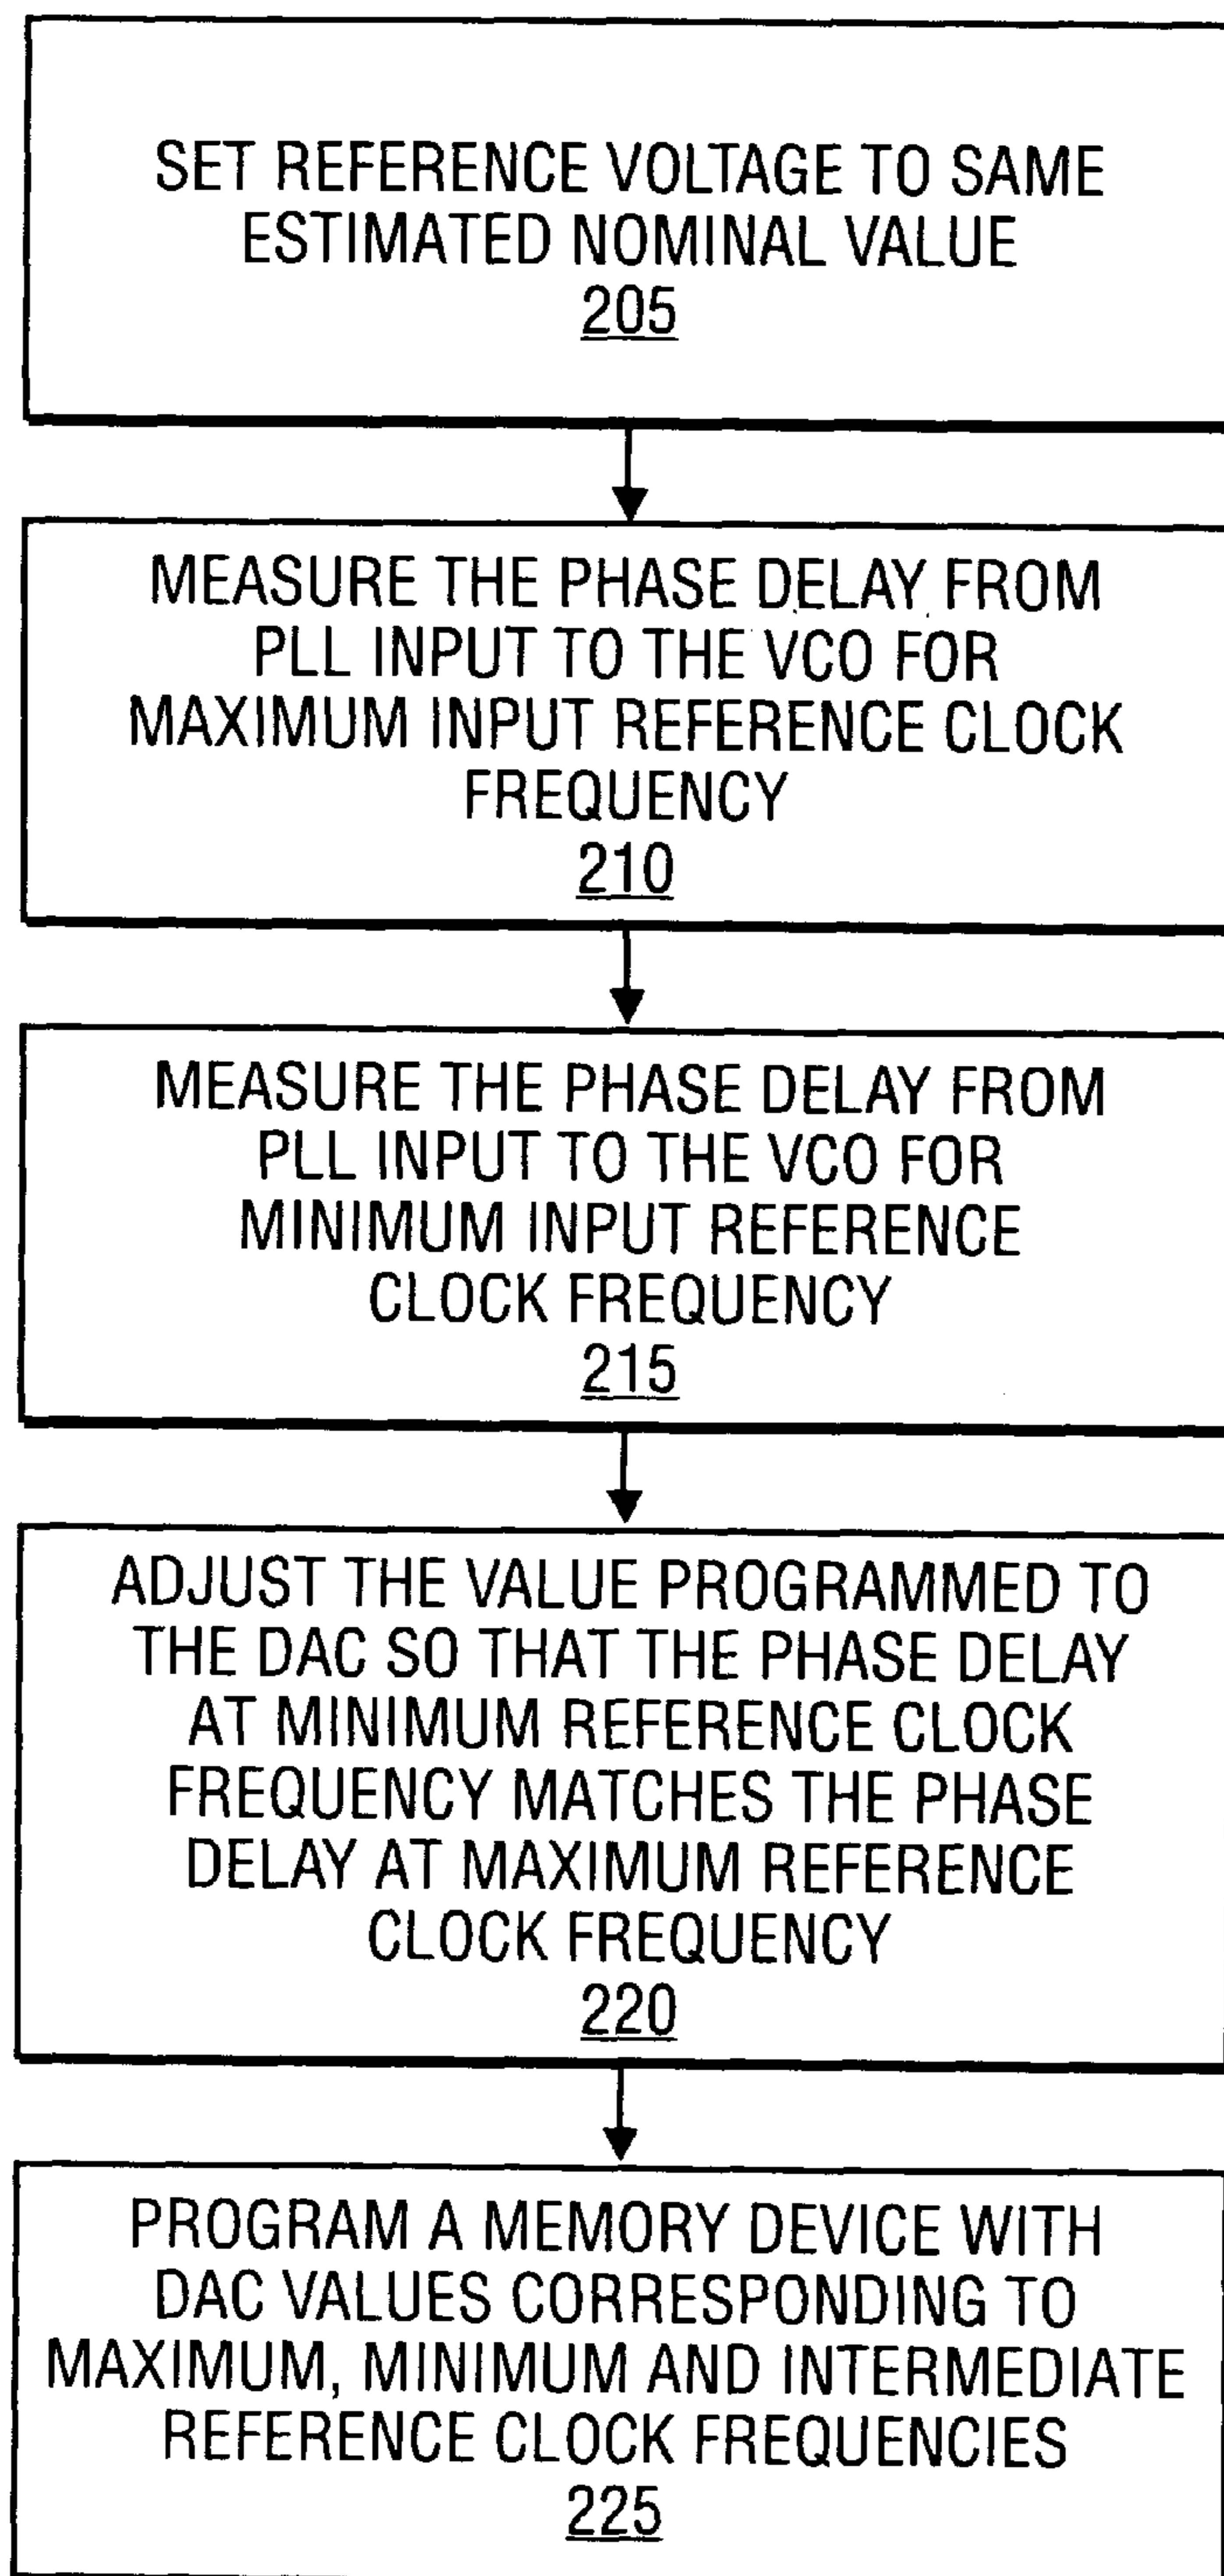 SET REFERENCE VOLTAGE TO SAME
ESTIMATED NOMINAL VALUE
205
MEASURE THE PHASE DELAY FROM
PLL INPUT TO THE VCO FOR
MAXIMUM INPUT REFERENCE CLOCK
FREQUENCY
210
MEASURE THE PHASE DELAY FROM
PLL INPUT TO THE VCO FOR
MINIMUM INPUT REFERENCE
CLOCK FREQUENCY
215
ADJUST THE VALUE PROGRAMMED TO
THE DAC SO THAT THE PHASE DELAY
AT MINIMUM REFERENCE CLOCK
FREQUENCY MATCHES THE PHASE
DELAY AT MAXIMUM REFERENCE
CLOCK FREQUENCY
220
PROGRAM A MEMORY DEVICE WITH
DAC VALUES CORRESPONDING TO
MAXIMUM, MINIMUM AND INTERMEDIATE
REFERENCE CLOCK FREQUENCIES
225